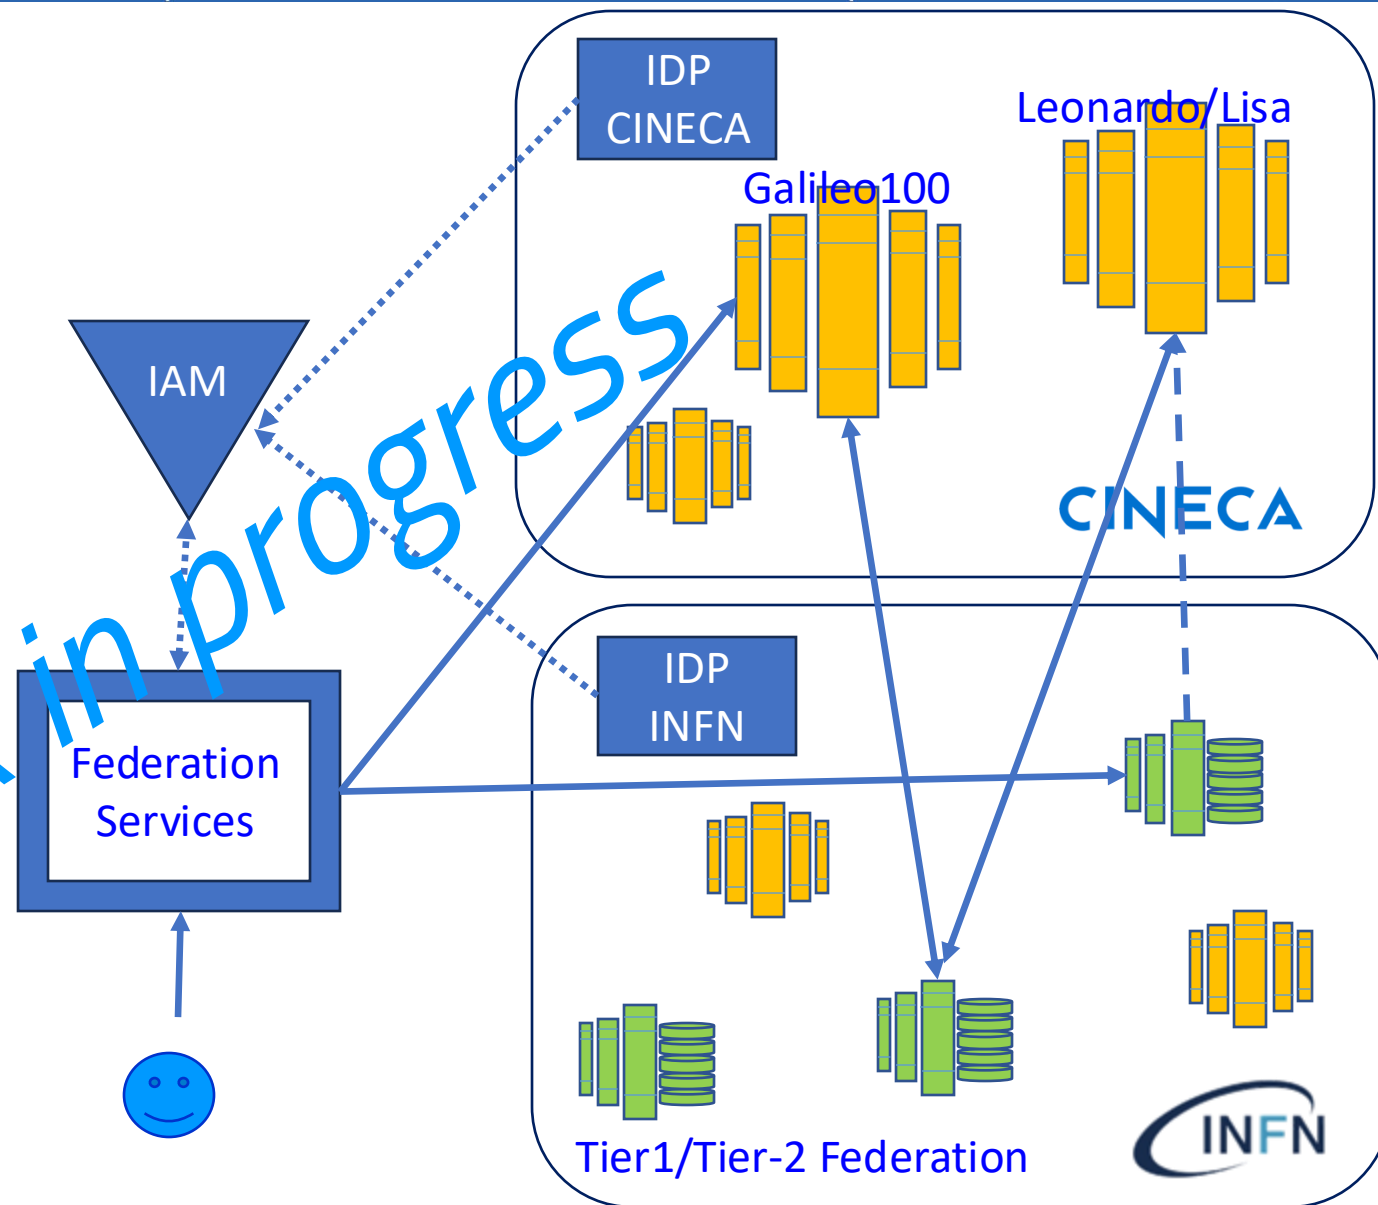 IDP
CINECA
Leonardo/Lisa
Galileo100
IAM
in progress
CINECA
IDP
INFN
Federation
Services
Tier1/Tier-2 Federation
INFN